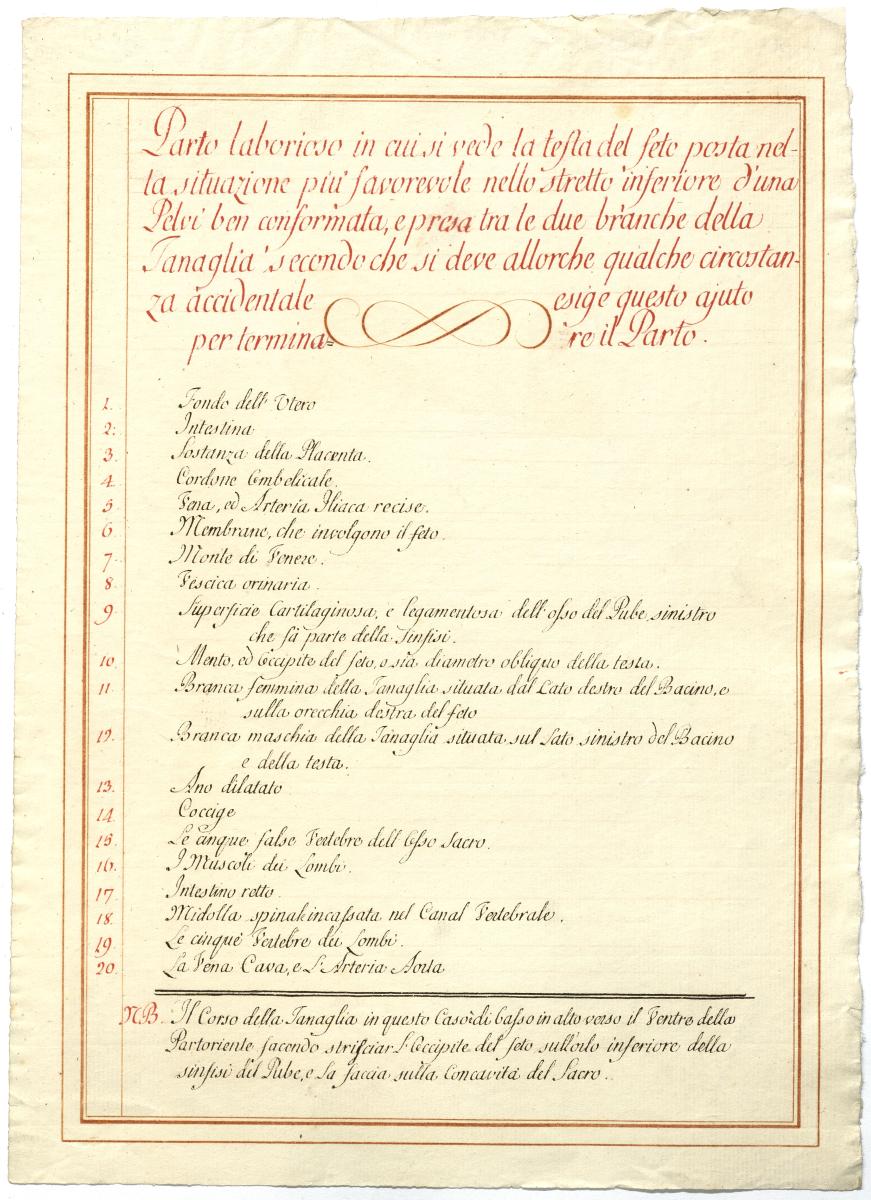 Parto laborioso in cui si vede la testa del feto posta nel-
la situazione più favorevole nello stretto inferiore d'una
Pelvi ben conformata, e presa tra le due branche della
Tanaglia secondo che si deve allorche qualche circostan-
za accidentale esige questo ajuto
per termina= re il Parto.
1. Fondo dell' Utero
2. Intestina
3. Sostanza della Placenta.
4. Cordone Ombelicale.
5. Vena, ed Arteria Iliaca recise.
6. Membrane, che involgono il feto.
7. Monte di Venere.
8. Vescica orinaria.
9. Superficie Cartilaginosa, e legamentosa dell' osso del Pube sinistro
che fà parte della Sinfisi.
10. Mento, ed Occipite del feto, o sia diametro obliquo della testa.
11. Branca femmina della Tanaglia situata dal Lato destro del Bacino, e
sulla orecchia destra del feto
12. Branca maschia della Tanaglia situata sul Lato sinistro del Bacino
e della testa.
13. Ano dilatato
14. Coccige
15. Le cinque false Vertebre dell' Osso Sacro.
16. I Muscoli dei Lombi.
17. Intestino retto.
18. Midolla spinale incassata nel Canal Vertebrale.
19. Le cinque Vertebre dei Lombi.
20. La Vena Cava, e L'Arteria Aorta
NB. Il Corso della Tanaglia in questo Caso è di basso in alto verso il Ventre della
Partoriente facendo strisciar L'Occipite del feto sull'orlo inferiore della
sinfisi del Pube, e La faccia sulla Concavità del Sacro.